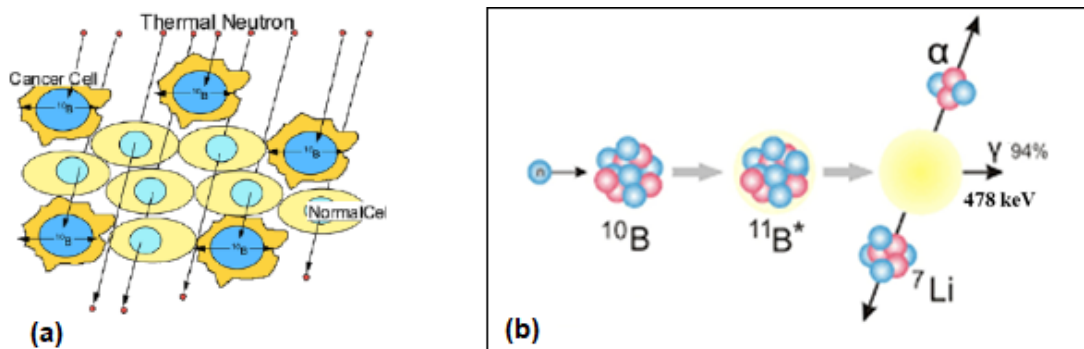 Thermal Neutron
Cancer Cell
10B
10B
10B
10B
10B
NormalCel
(a)
(b)
n
10B
11B*
α
γ 94%
478 keV
7Li